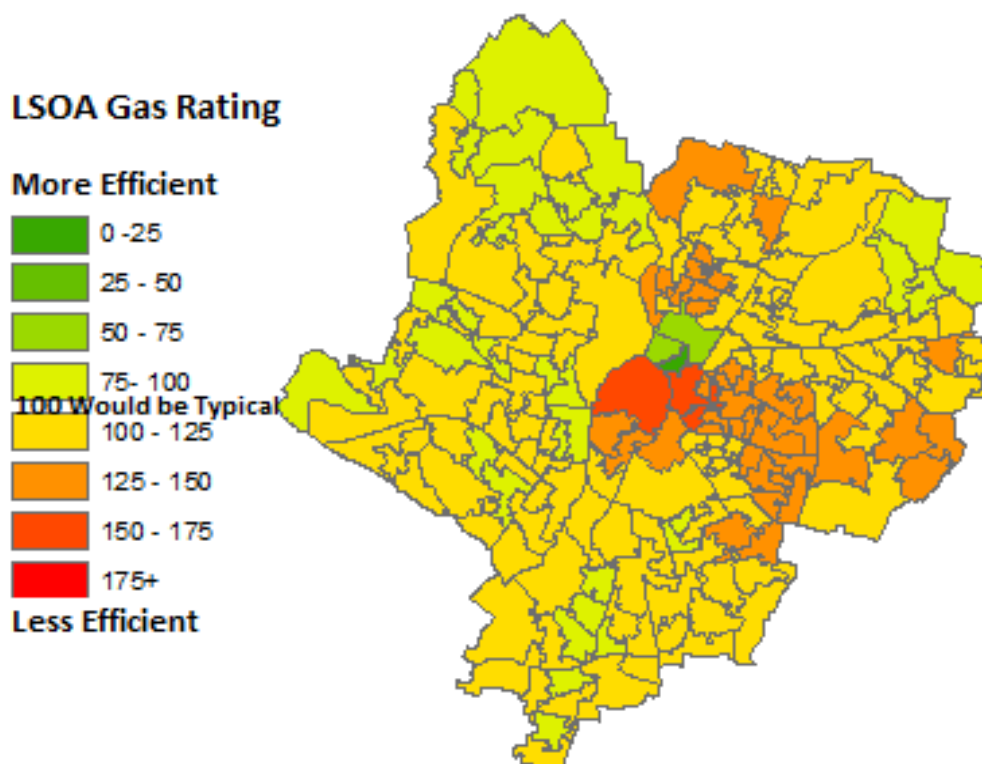 LSOA Gas Rating
More Efficient
0 -25
25 - 50
50 - 75
75- 100
100 Would be Typical
100 - 125
125 - 150
150 - 175
175+
Less Efficient